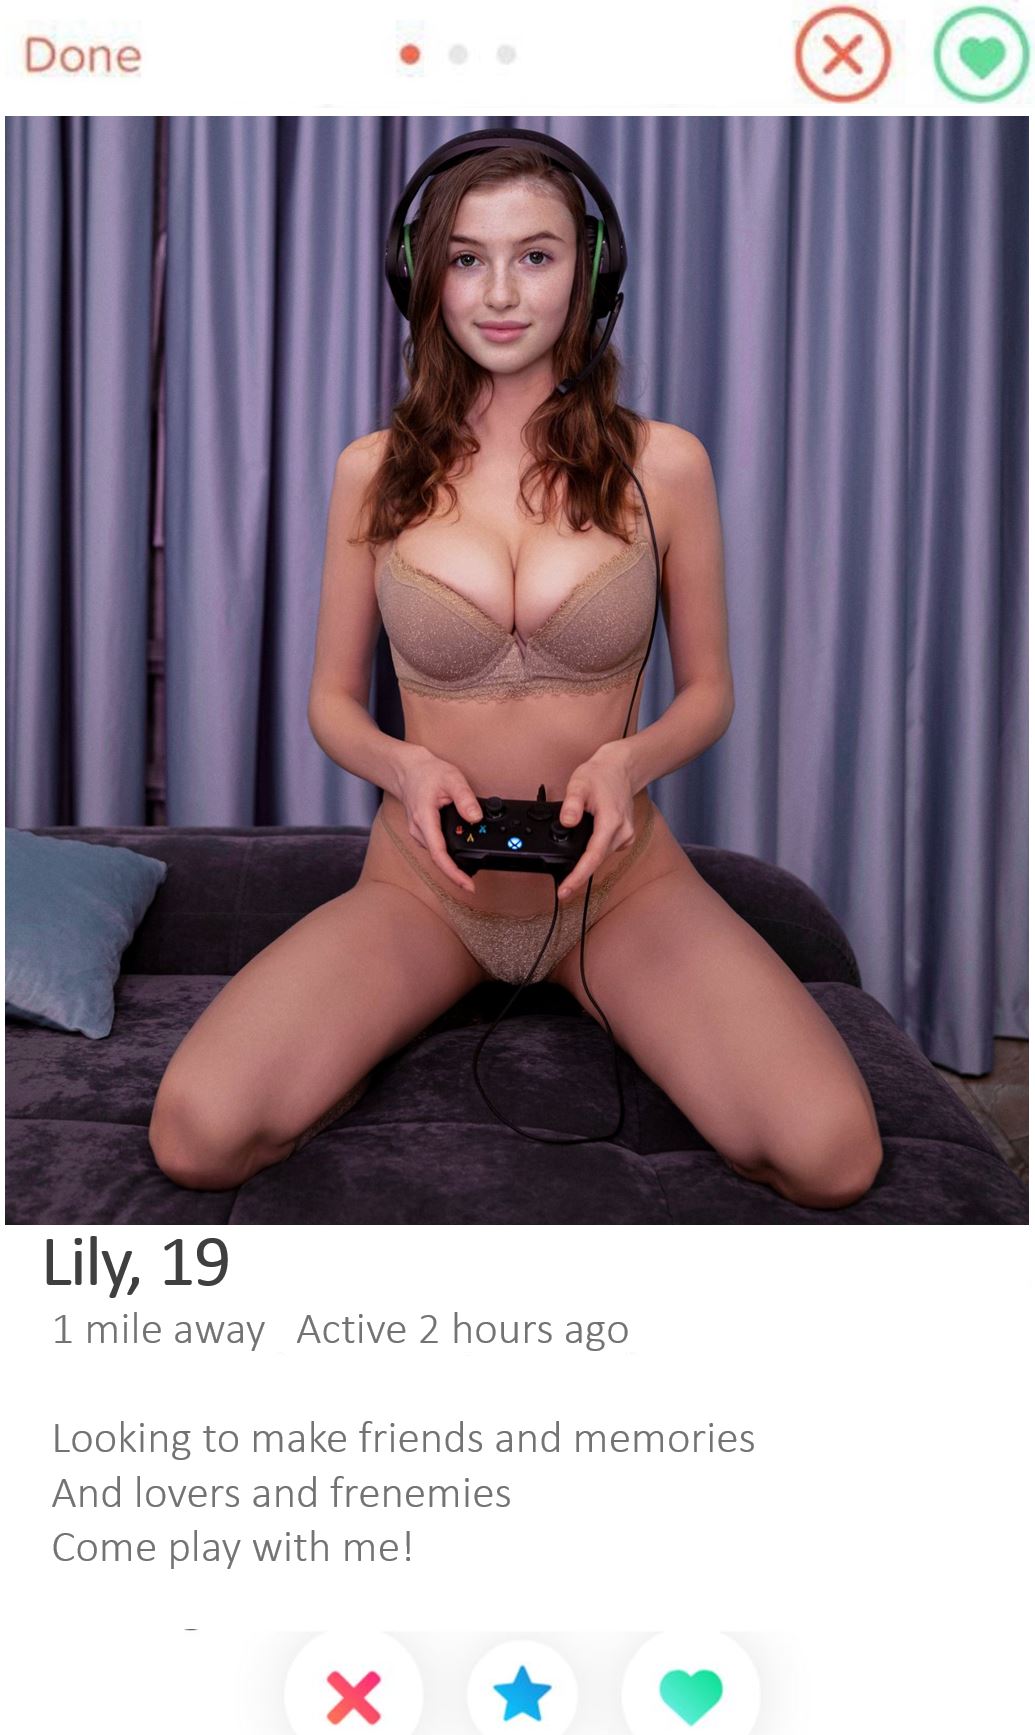 Done
Lily, 19
1 mile away Active 2 hours ago
Looking to make friends and memories
And lovers and frenemies
Come play with me!